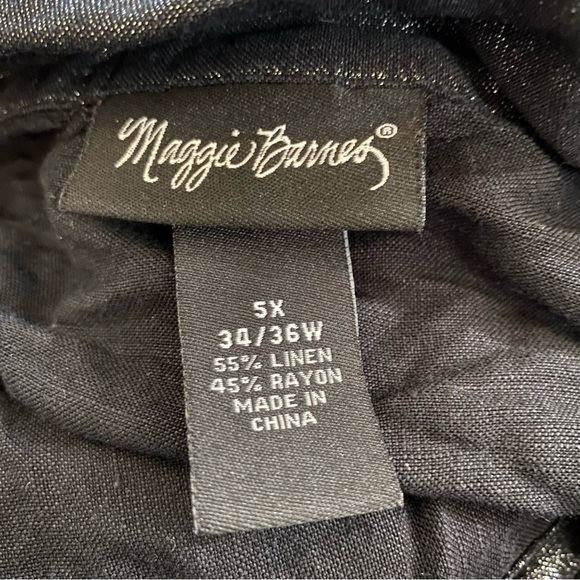 Maggie Barnes®
5X
34/36W
55% LINEN
45% RAYON
MADE IN
CHINA